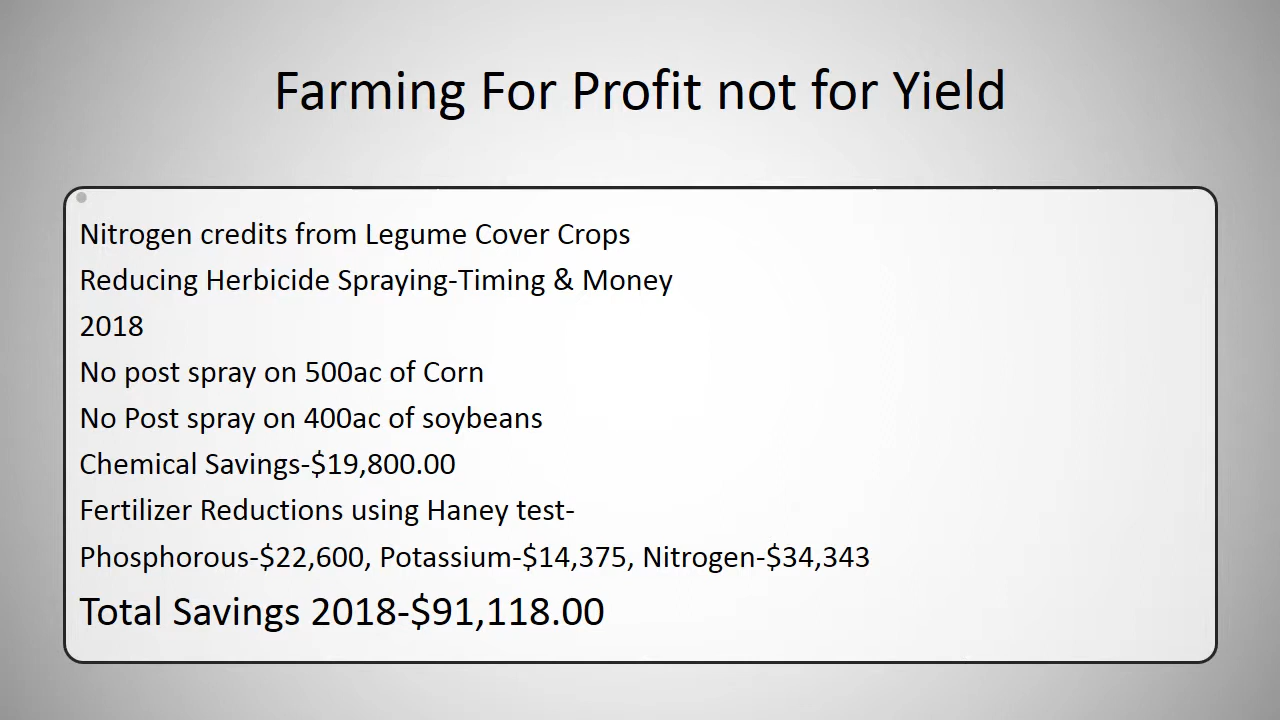 Farming For Profit not for Yield
Nitrogen credits from Legume Cover Crops
Reducing Herbicide Spraying-Timing & Money
2018
No post spray on 500ac of Corn
No Post spray on 400ac of soybeans
Chemical Savings-$19,800.00
Fertilizer Reductions using Haney test-
Phosphorous-$22,600, Potassium-$14,375, Nitrogen-$34,343
Total Savings 2018-$91,118.00